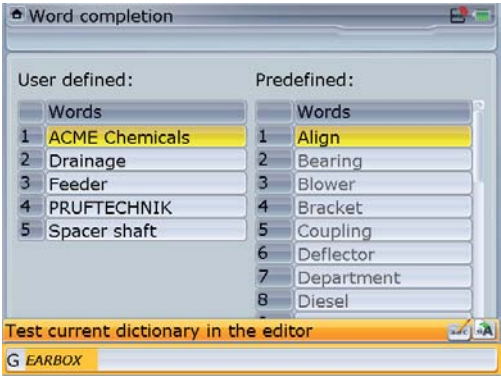 Word completion
User defined:
Words
1 ACME Chemicals
2 Drainage
3 Feeder
4 PRUFTECHNIK
5 Spacer shaft
Predefined:
Words
1 Align
2 Bearing
3 Blower
4 Bracket
5 Coupling
6 Deflector
7 Department
8 Diesel
Test current dictionary in the editor
G EARBOX